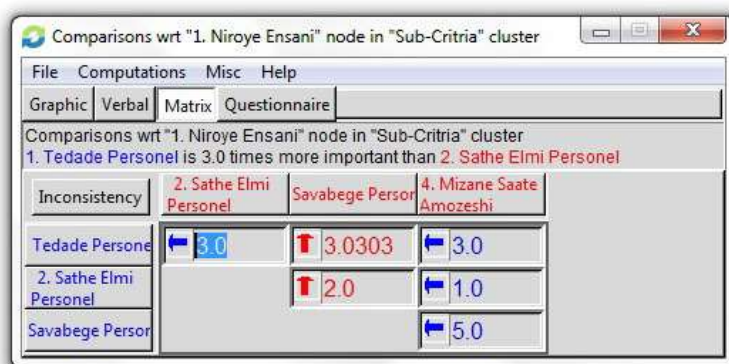 Comparisons wrt "1. Niroye Ensani" node in "Sub-Critria" cluster
File Computations Misc Help
Graphic Verbal Matrix Questionnaire
Comparisons wrt "1. Niroye Ensani" node in "Sub-Critria" cluster
1. Tedade Personel is 3.0 times more important than 2. Sathe Elmi Personel
Inconsistency
2. Sathe Elmi
Personel
Savabege Persor
4. Mizane Saate
Amozeshi
Tedade Persone 3.0 3.0303 3.0
2. Sathe Elmi
Personel
2.0 1.0
Savabege Persor 5.0